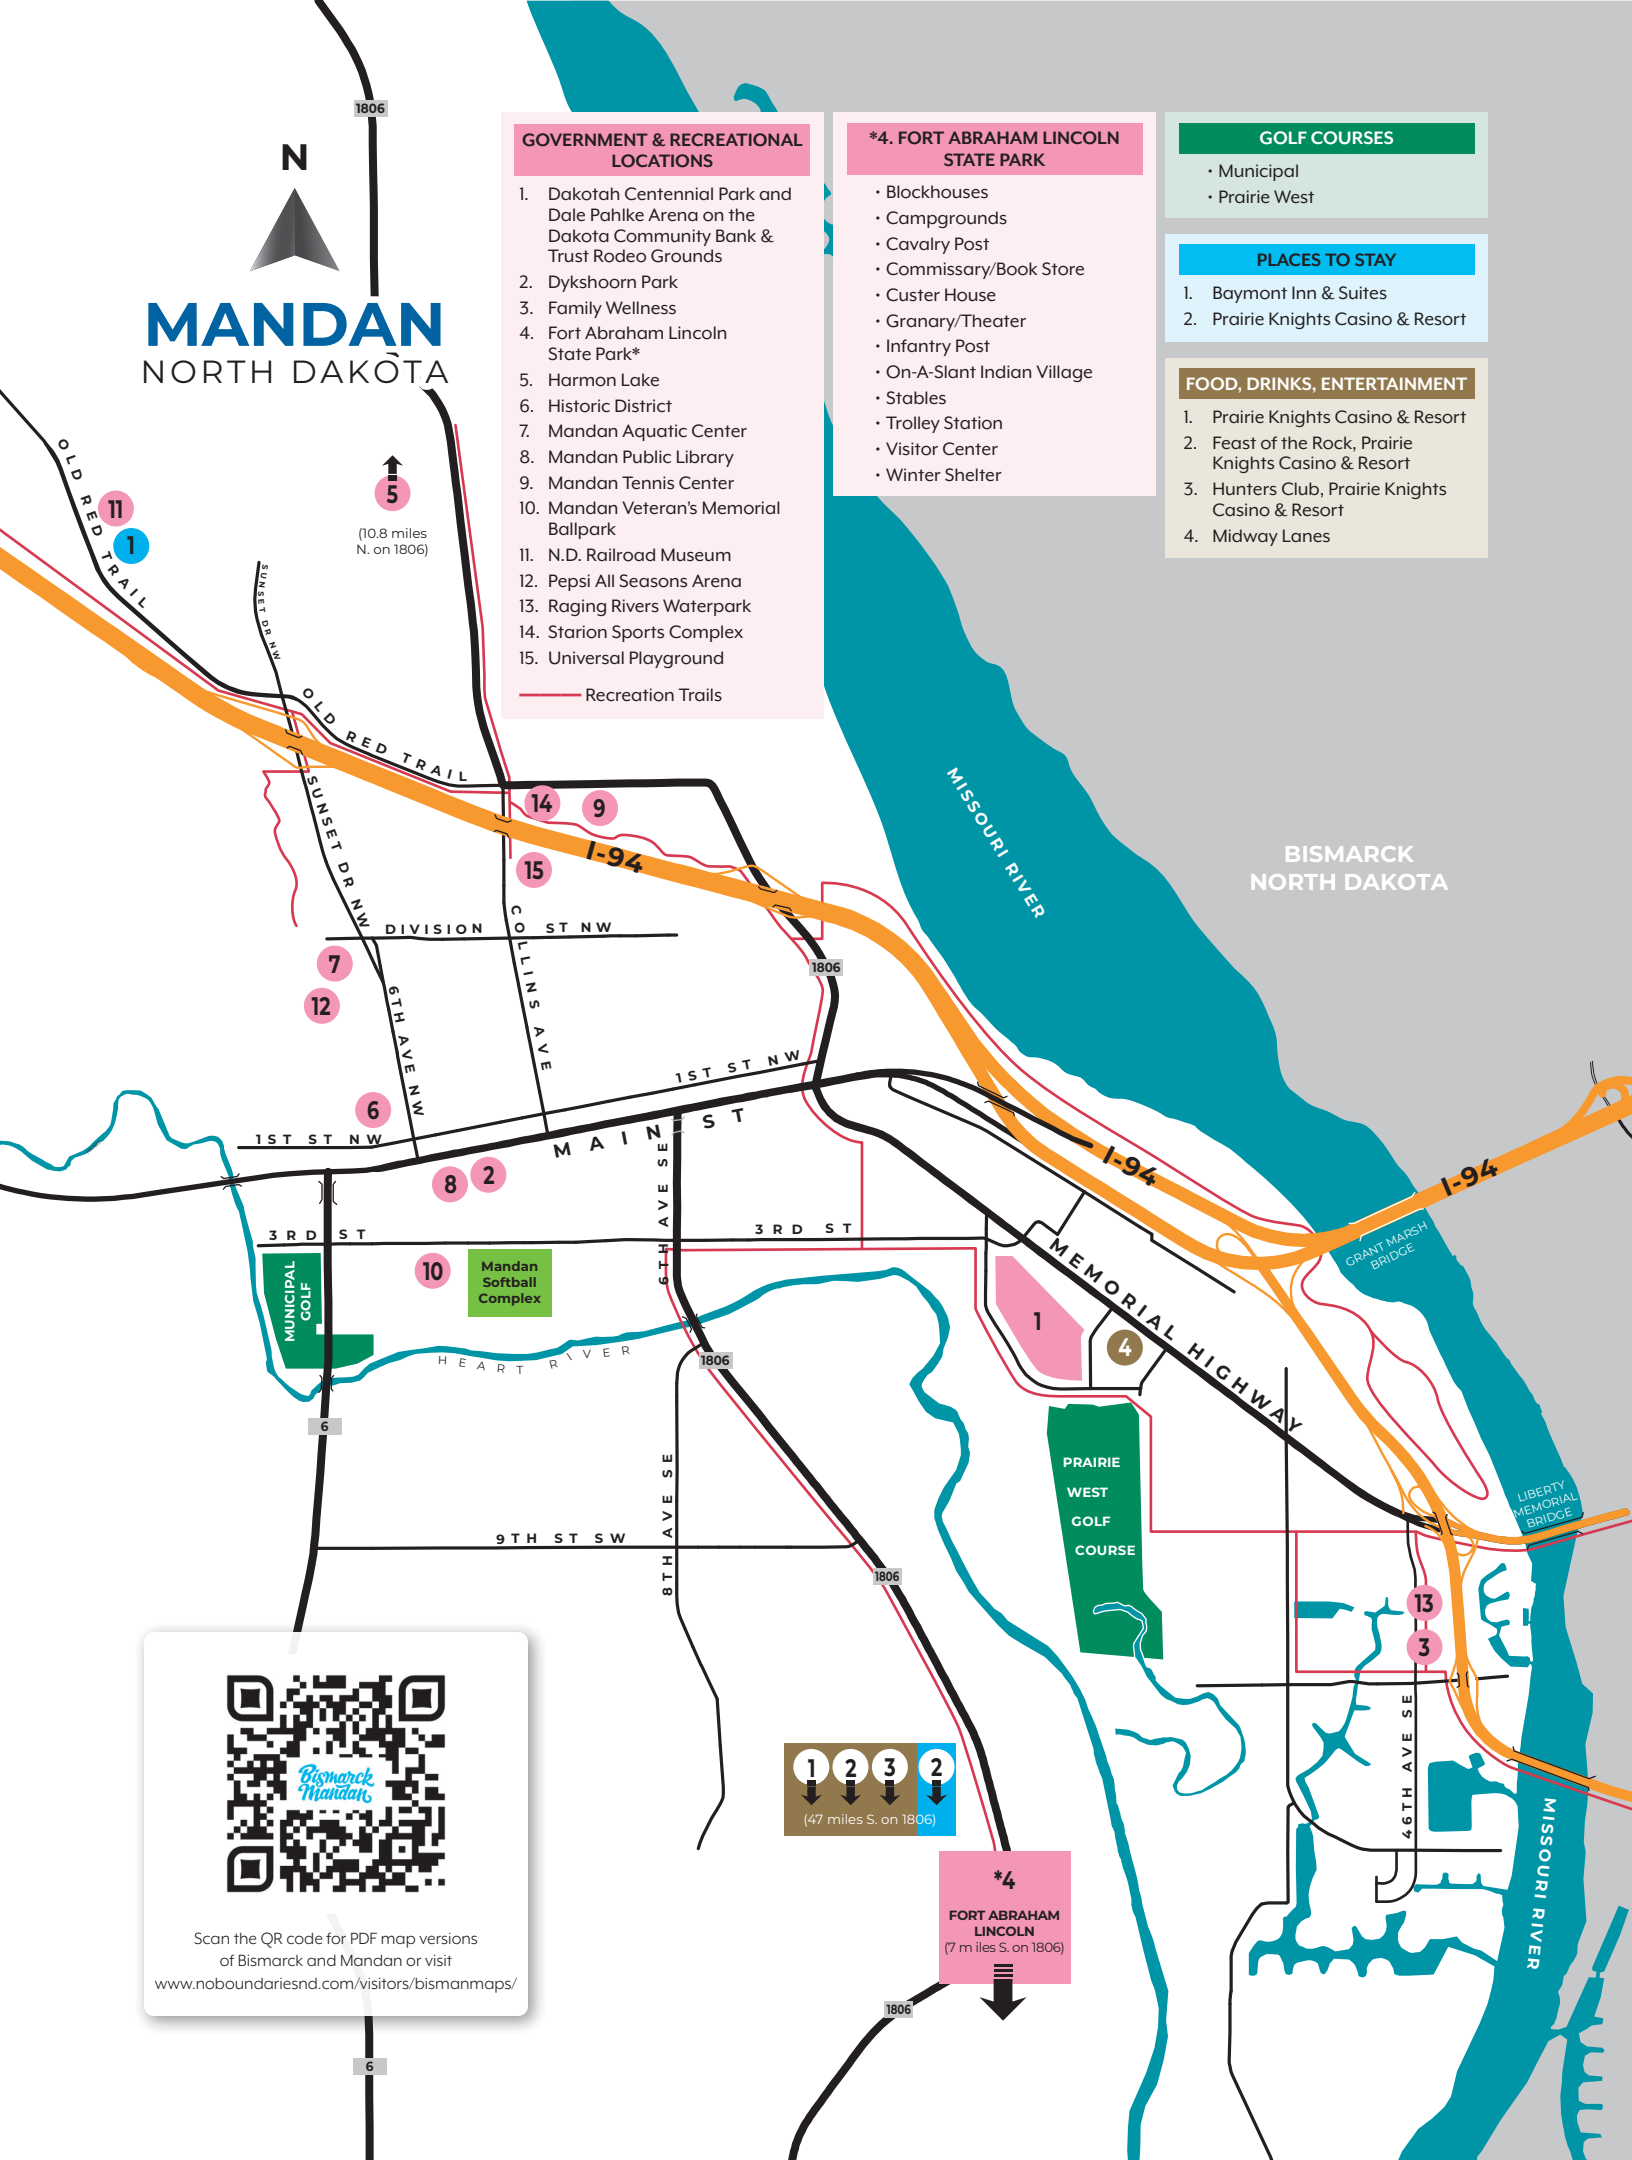 1806
N
MANDAN
NORTH DAKOTA
GOVERNMENT & RECREATIONAL
LOCATIONS
1. Dakotah Centennial Park and
Dale Pahlke Arena on the
Dakota Community Bank &
Trust Rodeo Grounds
2. Dykshoorn Park
3. Family Wellness
4. Fort Abraham Lincoln
State Park*
5. Harmon Lake
6. Historic District
7. Mandan Aquatic Center
8. Mandan Public Library
9. Mandan Tennis Center
10. Mandan Veteran's Memorial
Ballpark
11. N.D. Railroad Museum
12. Pepsi All Seasons Arena
13. Raging Rivers Waterpark
14. Starion Sports Complex
15. Universal Playground
Recreation Trails
*4. FORT ABRAHAM LINCOLN
STATE PARK
• Blockhouses
• Campgrounds
• Cavalry Post
• Commissary/Book Store
• Custer House
• Granary/Theater
• Infantry Post
• On-A-Slant Indian Village
• Stables
• Trolley Station
• Visitor Center
• Winter Shelter
GOLF COURSES
• Municipal
• Prairie West
PLACES TO STAY
1. Baymont Inn & Suites
2. Prairie Knights Casino & Resort
FOOD, DRINKS, ENTERTAINMENT
1. Prairie Knights Casino & Resort
2. Feast of the Rock, Prairie
Knights Casino & Resort
3. Hunters Club, Prairie Knights
Casino & Resort
4. Midway Lanes
OLD RED TRAIL
11
1
5
(10.8 miles
N. on 1806)
SUNSET DR NW
OLD RED TRAIL
SUNSET DR NW
14
9
15
I-94
MISSOURI RIVER
BISMARCK
NORTH DAKOTA
DIVISION ST NW
COLLINS AVE
7
12
6TH AVE NW
1806
1ST ST NW
6
1ST ST NW
MAIN ST
8
2
6TH AVE SE
3RD ST
3RD ST
I-94
I-94
GRANT MARSH
BRIDGE
MUNICIPAL
GOLF
10
Mandan
Softball
Complex
HEART RIVER
1806
1
4
MEMORIAL HIGHWAY
6
8TH AVE SE
9TH ST SW
1806
PRAIRIE
WEST
GOLF
COURSE
LIBERTY
MEMORIAL
BRIDGE
13
3
46TH AVE SE
MISSOURI RIVER
1
2
3
2
(47 miles S. on 1806)
*4
FORT ABRAHAM
LINCOLN
(7 m iles S. on 1806)
1806
Bismarck
Mandan
Scan the QR code for PDF map versions
of Bismarck and Mandan or visit
www.noboundariesnd.com/visitors/bismanmaps/
6